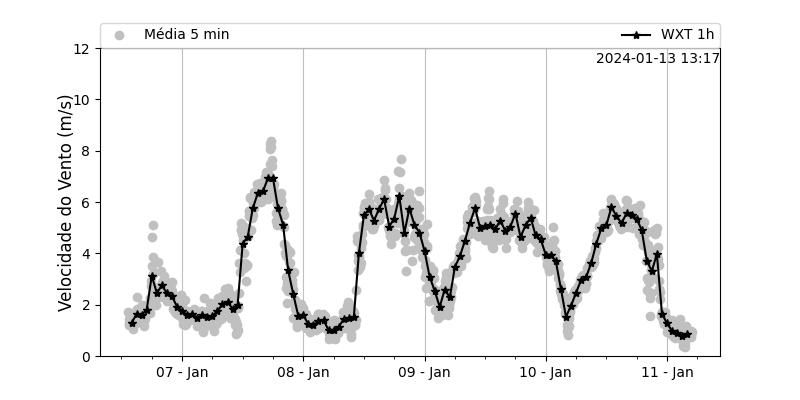 Média 5 min
WXT 1h
2024-01-13 13:17
Velocidade do Vento (m/s)
12
10
8
6
4
2
0
07 - Jan
08 - Jan
09 - Jan
10 - Jan
11 - Jan